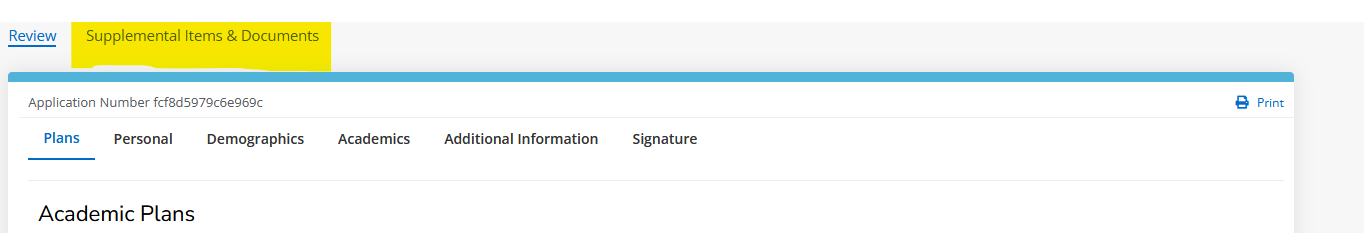 Review Supplemental Items & Documents
Application Number fcf8d5979c6e969c Print
Plans Personal Demographics Academics Additional Information Signature
Academic Plans